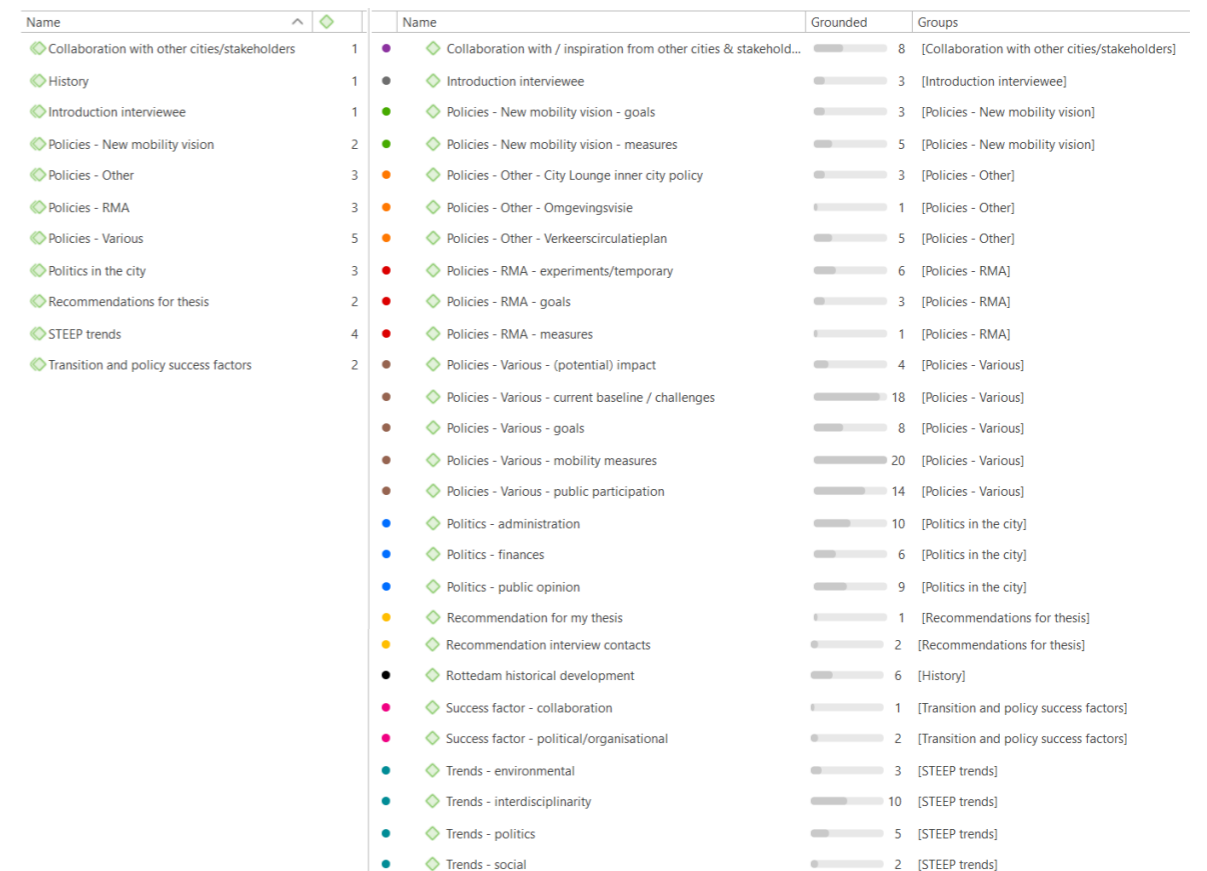 Name
Collaboration with other cities/stakeholders 1
History 1
Introduction interviewee 1
Policies - New mobility vision 2
Policies - Other 3
Policies - RMA 3
Policies - Various 5
Politics in the city 3
Recommendations for thesis 2
STEEP trends 4
Transition and policy success factors 2
Name Grounded Groups
Collaboration with / inspiration from other cities & stakehold... 8 [Collaboration with other cities/stakeholders]
Introduction interviewee 3 [Introduction interviewee]
Policies - New mobility vision - goals 3 [Policies - New mobility vision]
Policies - New mobility vision - measures 5 [Policies - New mobility vision]
Policies - Other - City Lounge inner city policy 3 [Policies - Other]
Policies - Other - Omgevingsvisie 1 [Policies - Other]
Policies - Other - Verkeerscirculatieplan 5 [Policies - Other]
Policies - RMA - experiments/temporary 6 [Policies - RMA]
Policies - RMA - goals 3 [Policies - RMA]
Policies - RMA - measures 1 [Policies - RMA]
Policies - Various - (potential) impact 4 [Policies - Various]
Policies - Various - current baseline / challenges 18 [Policies - Various]
Policies - Various - goals 8 [Policies - Various]
Policies - Various - mobility measures 20 [Policies - Various]
Policies - Various - public participation 14 [Policies - Various]
Politics - administration 10 [Politics in the city]
Politics - finances 6 [Politics in the city]
Politics - public opinion 9 [Politics in the city]
Recommendation for my thesis 1 [Recommendations for thesis]
Recommendation interview contacts 2 [Recommendations for thesis]
Rottedam historical development 6 [History]
Success factor - collaboration 1 [Transition and policy success factors]
Success factor - political/organisational 2 [Transition and policy success factors]
Trends - environmental 3 [STEEP trends]
Trends - interdisciplinarity 10 [STEEP trends]
Trends - politics 5 [STEEP trends]
Trends - social 2 [STEEP trends]